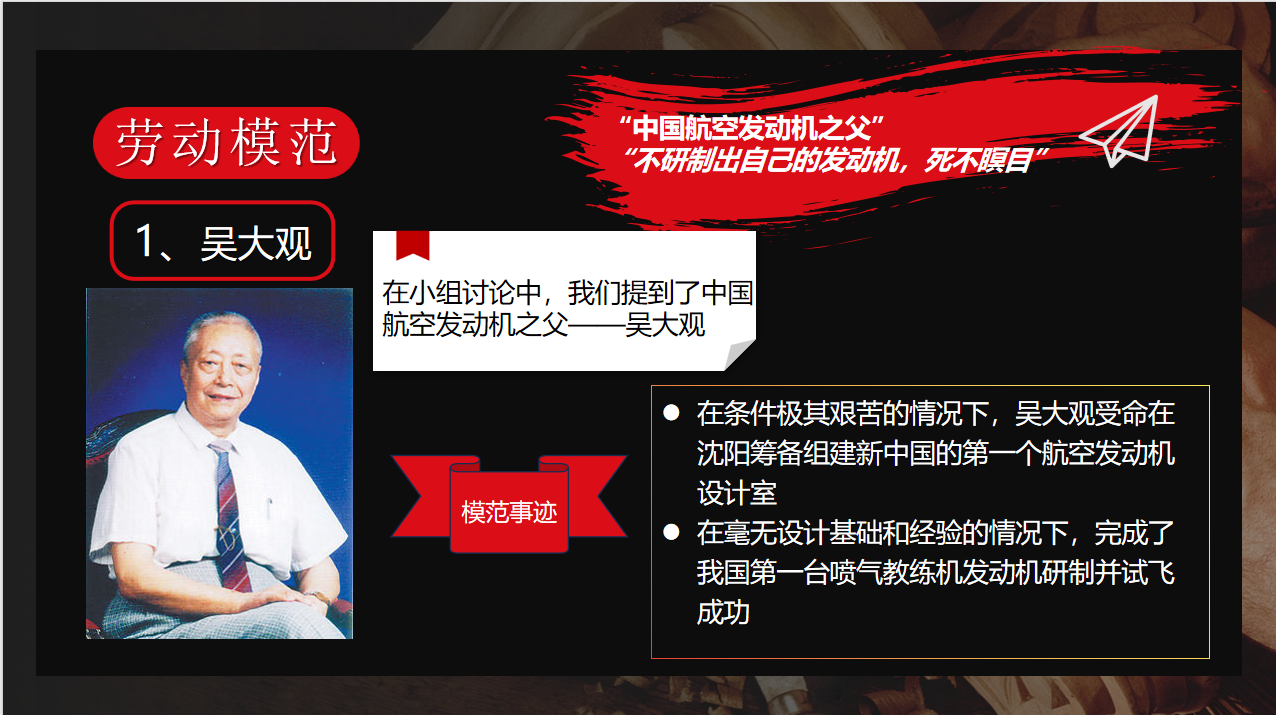 劳动模范
“中国航空发动机之父”
“不研制出自己的发动机，死不瞑目”
1、吴大观
在小组讨论中，我们提到了中国
航空发动机之父——吴大观
模范事迹
在条件极其艰苦的情况下，吴大观受命在
沈阳筹备组建新中国的第一个航空发动机
设计室
在毫无设计基础和经验的情况下，完成了
我国第一台喷气教练机发动机研制并试飞
成功